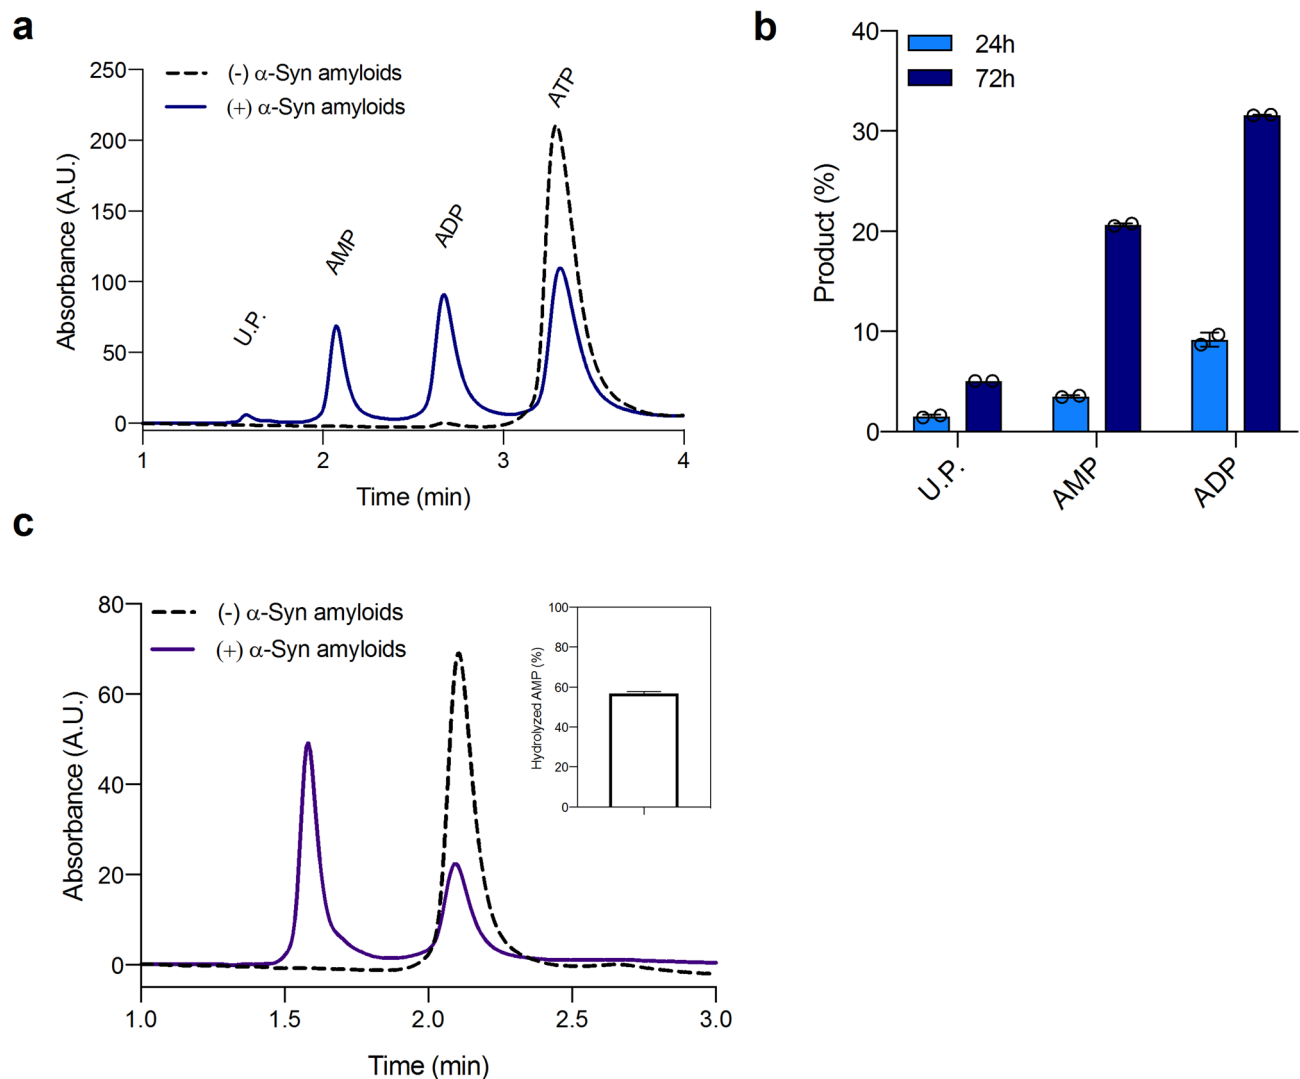 a
(-) α-Syn amyloids
(+) α-Syn amyloids
250
200
150
100
50
0
Absorbance (A.U.)
U.P.
AMP
ADP
ATP
1
2
3
4
Time (min)
b
24h
72h
40
30
20
10
0
Product (%)
U.P.
AMP
ADP
c
(-) α-Syn amyloids
(+) α-Syn amyloids
80
60
40
20
0
Absorbance (A.U.)
1.0
1.5
2.0
2.5
3.0
Time (min)
100
80
60
40
20
0
Hydrolyzed AMP (%)